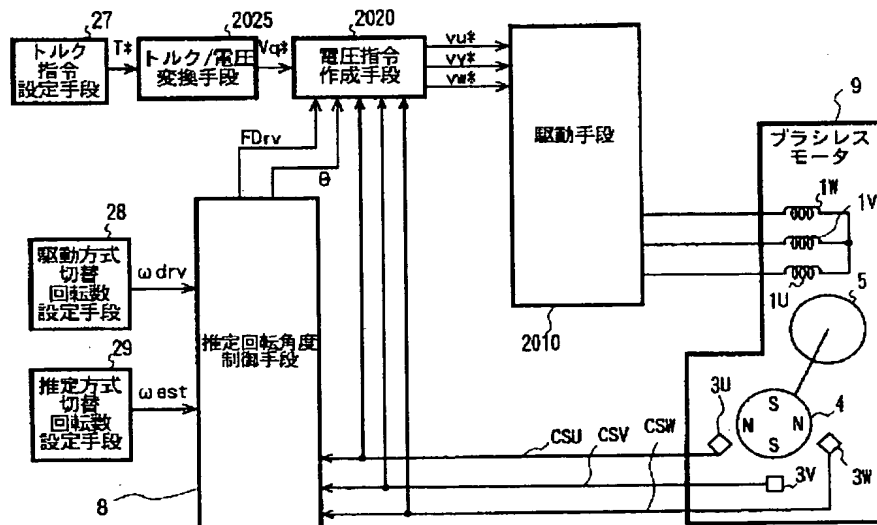 27
トルク
指令
設定手段
T*
2025
トルク/電圧
変換手段
Vq*
2020
電圧指令
作成手段
vu*
vv*
vw*
駆動手段
2010
9
ブラシレス
モータ
1W
1V
1U
5
FDrv
θ
28
駆動方式
切替
回転数
設定手段
ωdrv
29
推定方式
切替
回転数
設定手段
ωest
推定回転角度
制御手段
8
CSU
CSV
CSW
3U
S
N
N
S
4
3V
3W